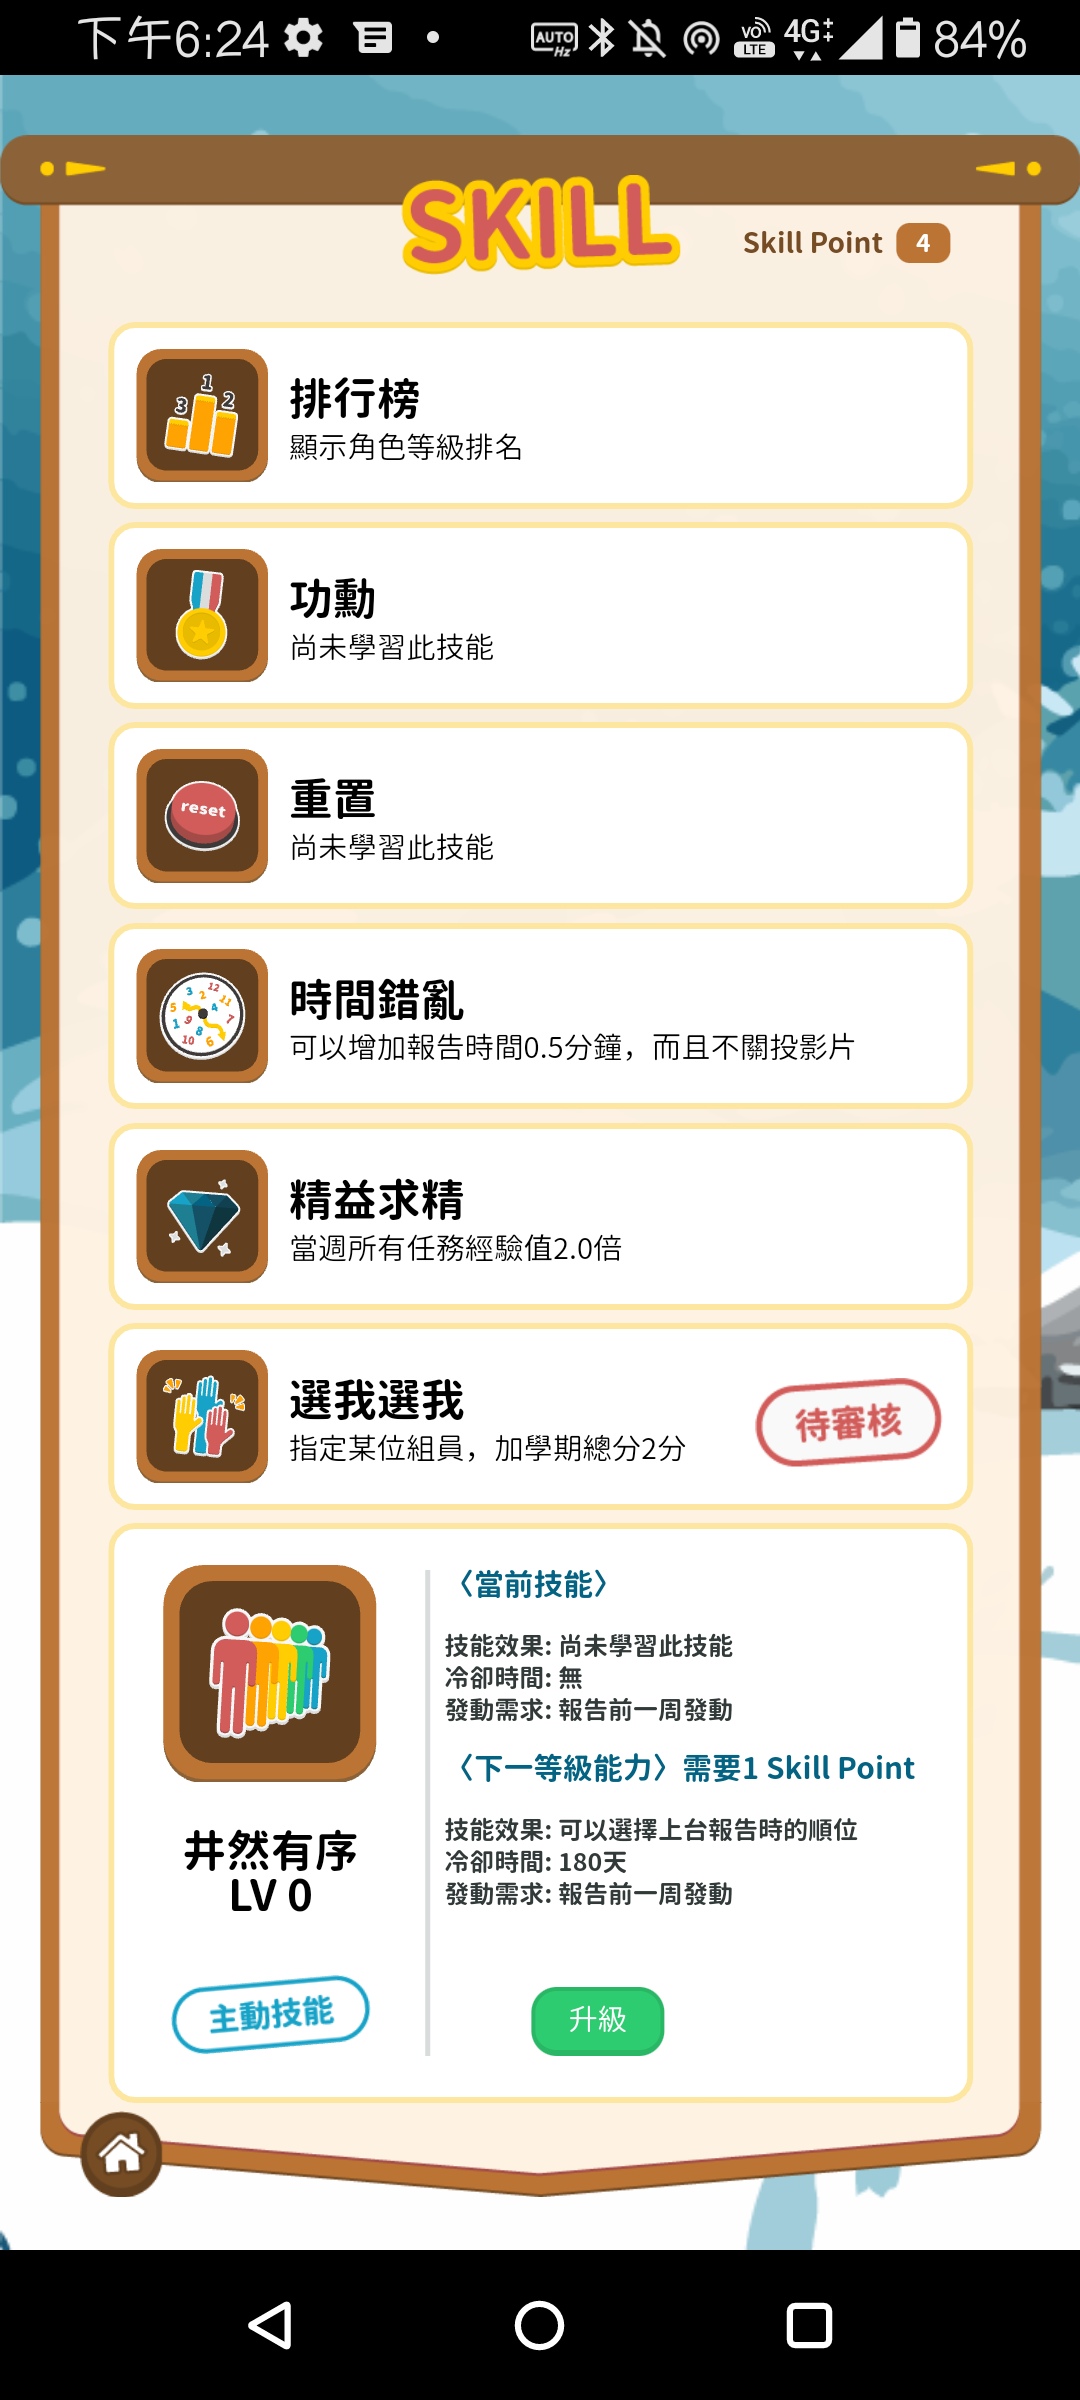 下午6:24 AUTO Hz VO LTE 4G 84%
SKILL
Skill Point 4
1 2 3
排行榜
顯示角色等級排名
功勳
尚未學習此技能
reset
重置
尚未學習此技能
時間錯亂
可以增加報告時間0.5分鐘，而且不關投影片
精益求精
當週所有任務經驗值2.0倍
選我選我
指定某位組員，加學期總分2分
待審核
〈當前技能〉
技能效果: 尚未學習此技能
冷卻時間: 無
發動需求: 報告前一周發動
〈下一等級能力〉需要1 Skill Point
技能效果: 可以選擇上台報告時的順位
冷卻時間: 180天
發動需求: 報告前一周發動
井然有序
LV 0
主動技能
升級